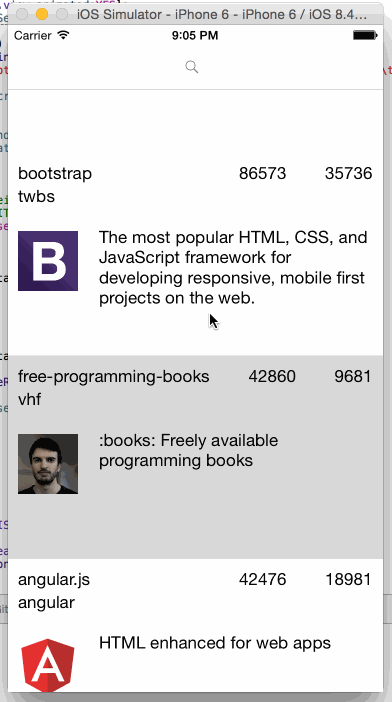 iOS Simulator - iPhone 6 - iPhone 6 / iOS 8.4...
Carrier 9:05 PM
bootstrap 86573 35736
twbs
B
The most popular HTML, CSS, and
JavaScript framework for
developing responsive, mobile first
projects on the web.
free-programming-books 42860 9681
vhf
:books: Freely available
programming books
angular.js 42476 18981
angular
A
HTML enhanced for web apps